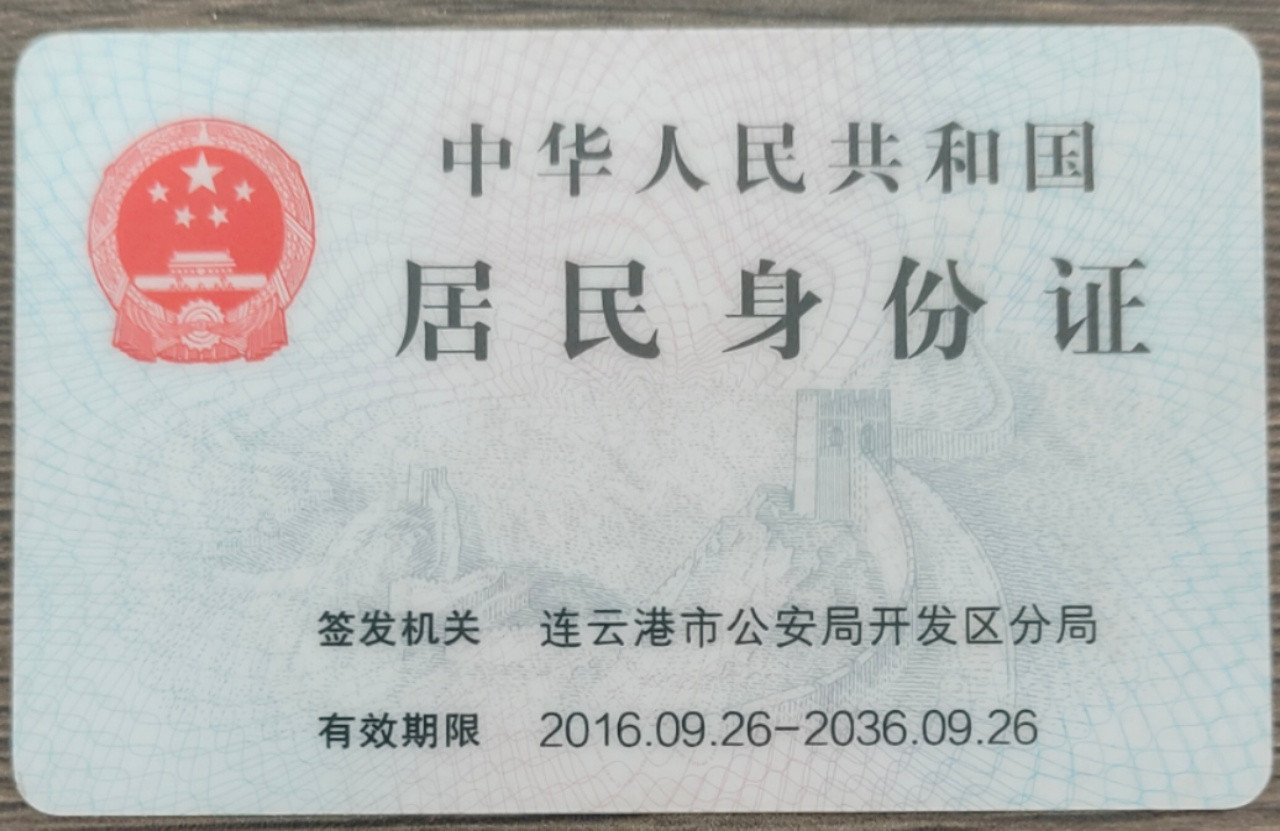 中华人民共和国
居民身份证
签发机关 连云港市公安局开发区分局
有效期限 2016.09.26-2036.09.26